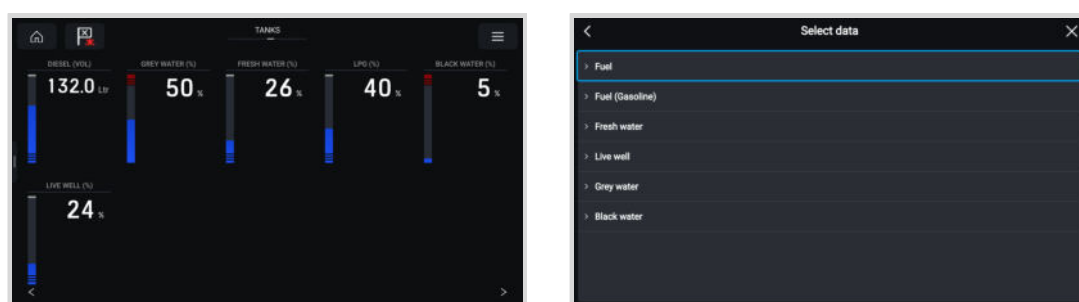 TANKS
DIESEL (VOL)
132.0 Ltr
GREY WATER (%)
50 %
FRESH WATER (%)
26 %
LPG (%)
40 %
BLACK WATER (%)
5 %
LIVE WELL (%)
24 %
Select data
Fuel
Fuel (Gasoline)
Fresh water
Live well
Grey water
Black water